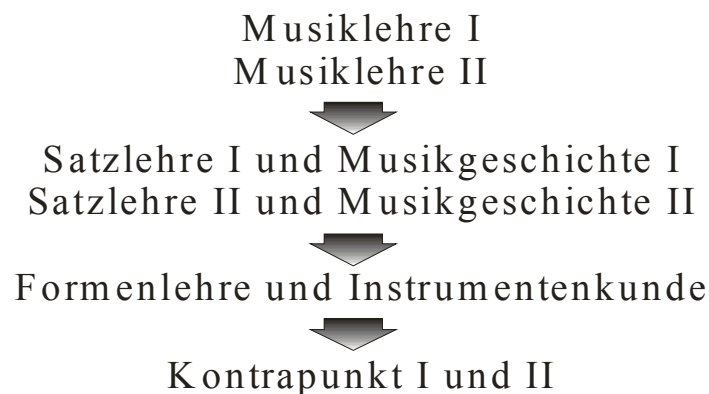 Musiklehre I
Musiklehre II
Satzlehre I und Musikgeschichte I
Satzlehre II und Musikgeschichte II
Formenlehre und Instrumentenkunde
Kontrapunkt I und II